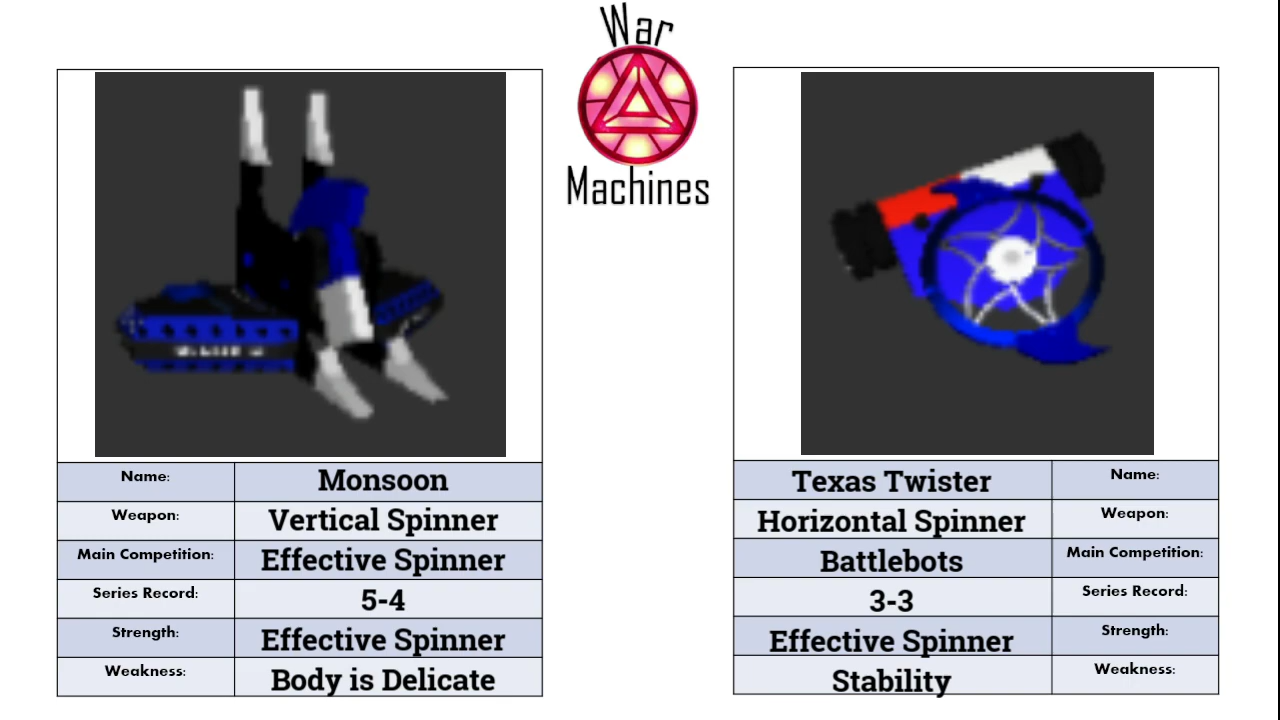 War
Machines
Name: Monsoon
Weapon: Vertical Spinner
Main Competition: Effective Spinner
Series Record: 5-4
Strength: Effective Spinner
Weakness: Body is Delicate
Texas Twister Name:
Horizontal Spinner Weapon:
Battlebots Main Competition:
3-3 Series Record:
Effective Spinner Strength:
Stability Weakness: